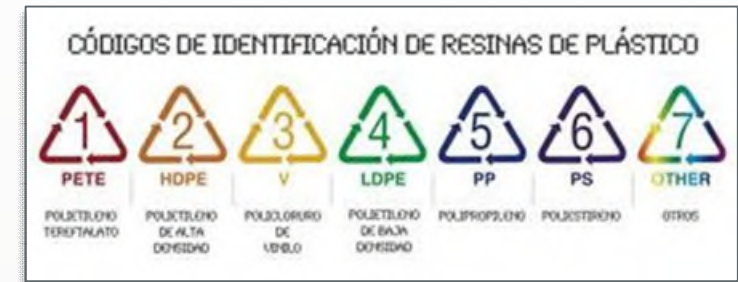 CÓDIGOS DE IDENTIFICACIÓN DE RESINAS DE PLÁSTICO
1 2 3 4 5 6 7
PETE HDPE V LDPE PP PS OTHER
POLIETILENO TEREFTALATO
POLIETILENO DE ALTA DENSIDAD
POLICLORURO DE VINILO
POLIETILENO DE BAJA DENSIDAD
POLIPROPILENO
POLIESTIRENO
OTROS